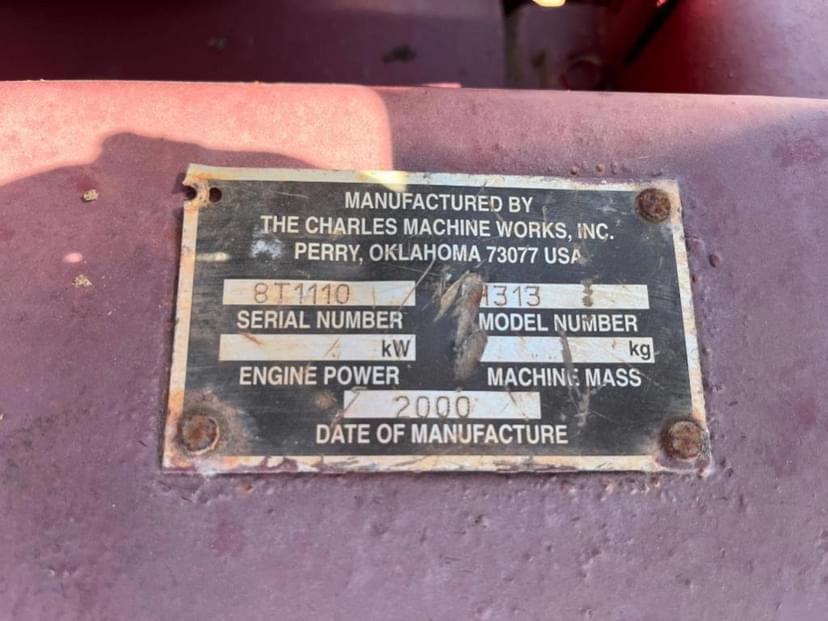 MANUFACTURED BY
THE CHARLES MACHINE WORKS, INC.
PERRY, OKLAHOMA 73077 USA
8T1110 H313
SERIAL NUMBER MODEL NUMBER
kW kg
ENGINE POWER MACHINE MASS
2000
DATE OF MANUFACTURE